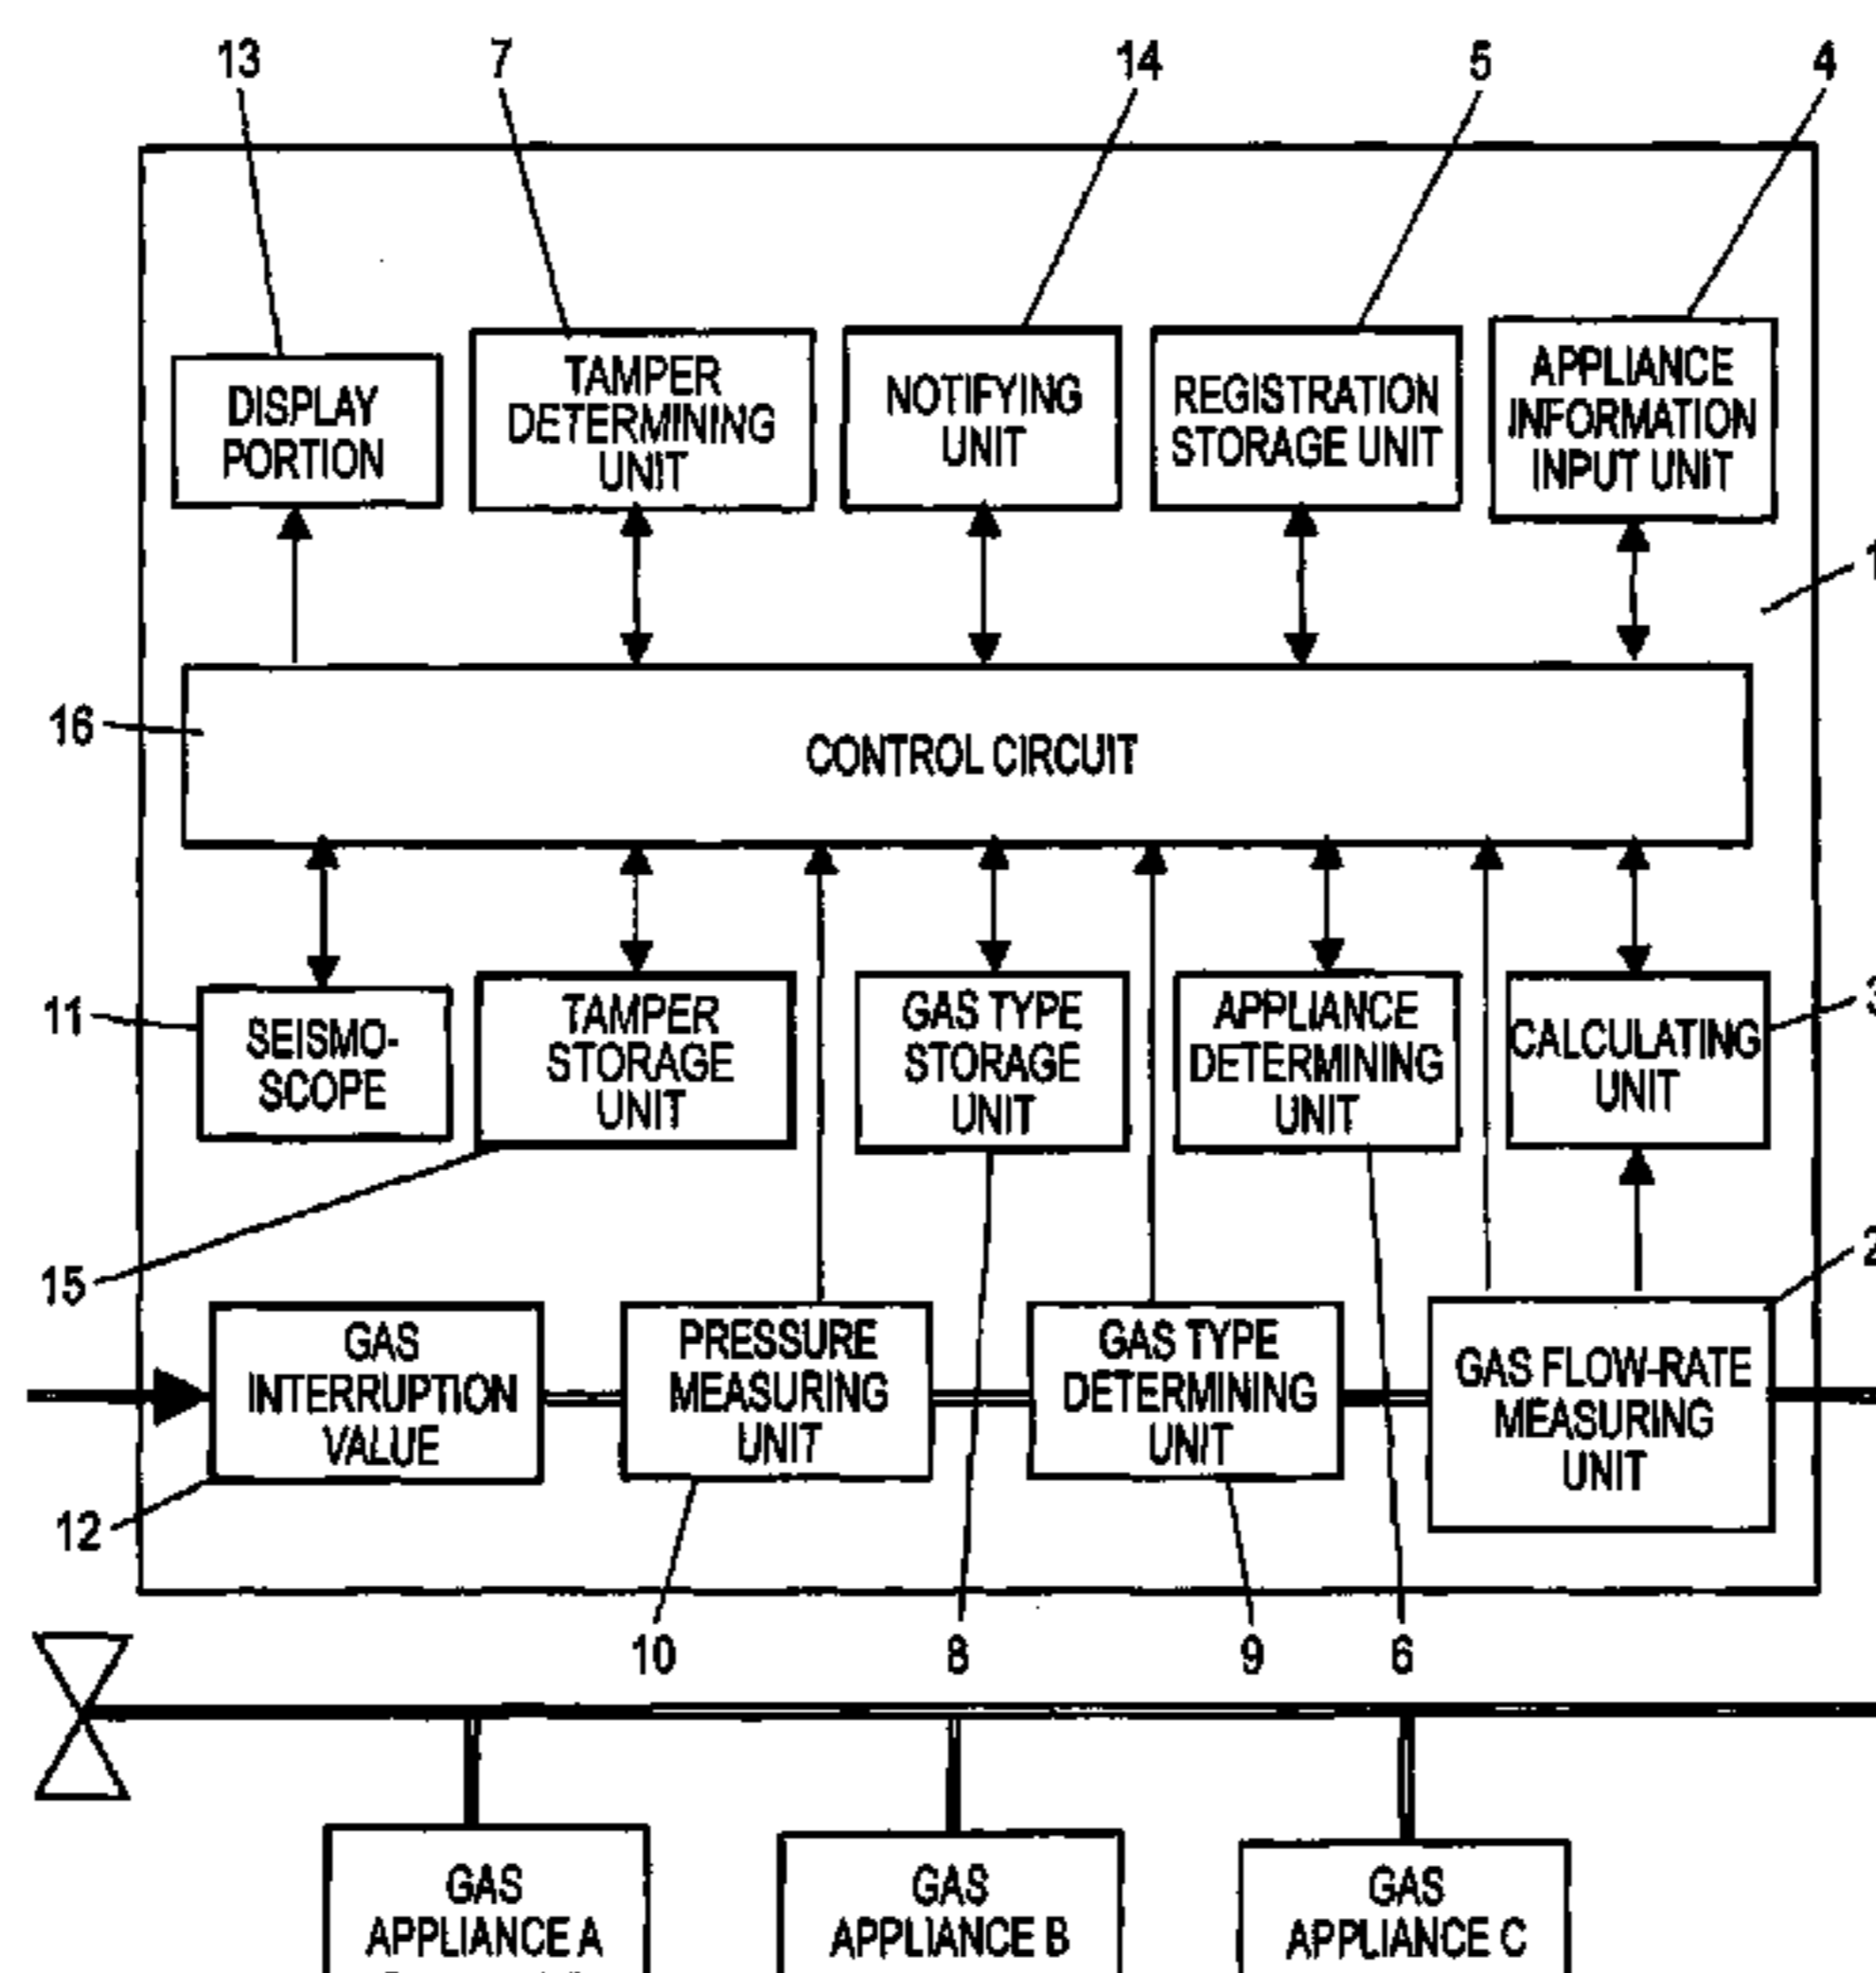 13
7
14
5
4
DISPLAY
PORTION
TAMPER
DETERMINING
UNIT
NOTIFYING
UNIT
REGISTRATION
STORAGE UNIT
APPLIANCE
INFORMATION
INPUT UNIT
1
16
CONTROL CIRCUIT
11
SEISMO-
SCOPE
TAMPER
STORAGE
UNIT
GAS TYPE
STORAGE
UNIT
APPLIANCE
DETERMINING
UNIT
CALCULATING
UNIT
3
15
2
GAS
INTERRUPTION
VALUE
PRESSURE
MEASURING
UNIT
GAS TYPE
DETERMINING
UNIT
GAS FLOW-RATE
MEASURING
UNIT
12
10
8
9
6
GAS
APPLIANCE A
GAS
APPLIANCE B
GAS
APPLIANCE C